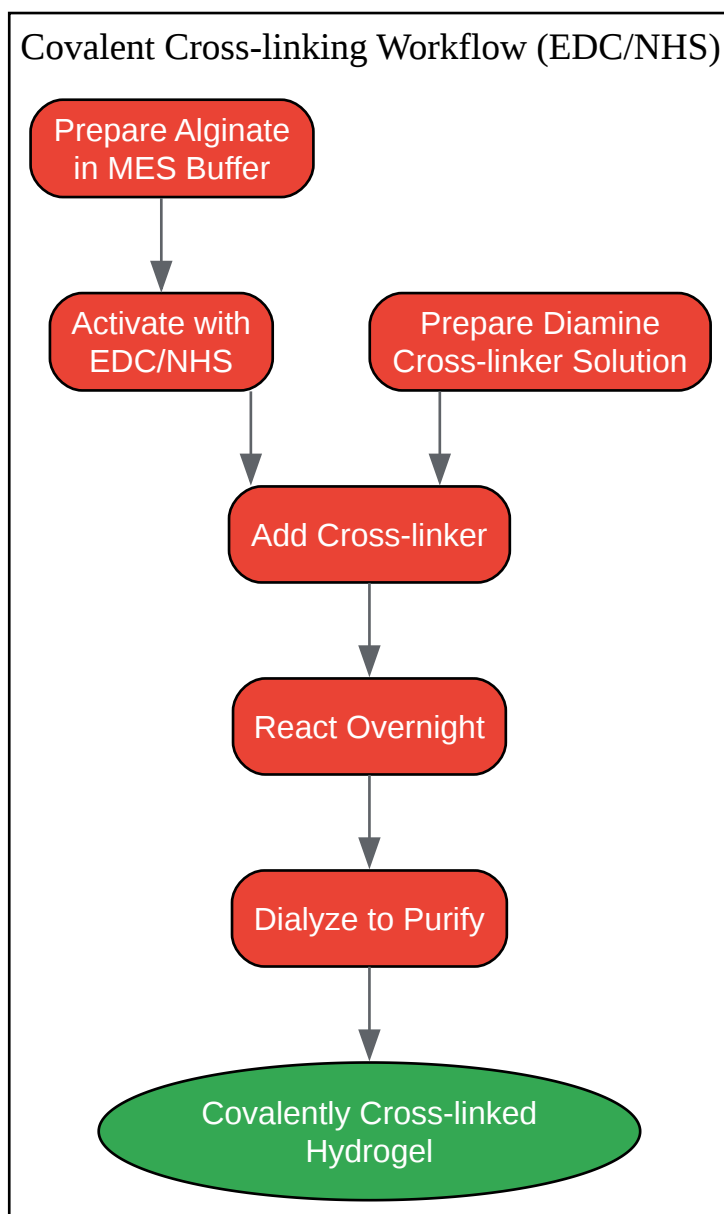 Covalent Cross-linking Workflow (EDC/NHS)
Prepare Alginate
in MES Buffer
Activate with
EDC/NHS
Prepare Diamine
Cross-linker Solution
Add Cross-linker
React Overnight
Dialyze to Purify
Covalently Cross-linked
Hydrogel